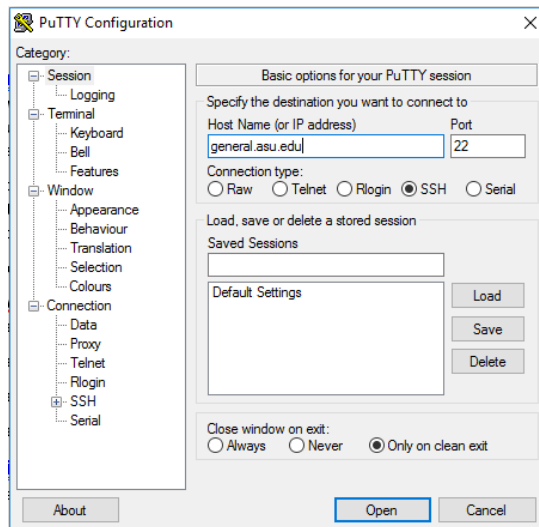 PuTTY Configuration
Category:
Session
Logging
Terminal
Keyboard
Bell
Features
Window
Appearance
Behaviour
Translation
Selection
Colours
Connection
Data
Proxy
Telnet
Rlogin
SSH
Serial
Basic options for your PuTTY session
Specify the destination you want to connect to
Host Name (or IP address) Port
general.asu.edu 22
Connection type:
Raw Telnet Rlogin SSH Serial
Load, save or delete a stored session
Saved Sessions
Default Settings
Load
Save
Delete
Close window on exit:
Always Never Only on clean exit
About Open Cancel